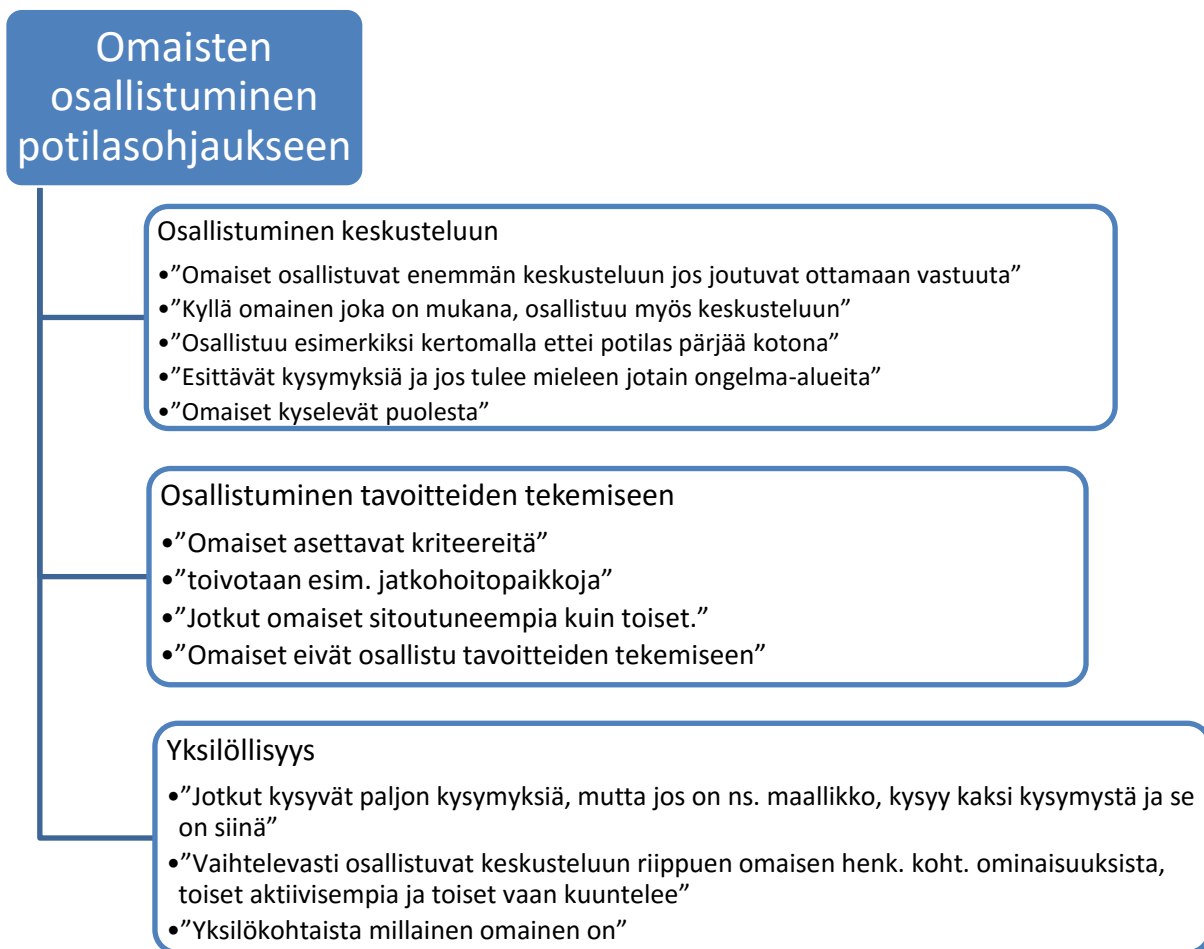 Omaisten
osallistuminen
potilasohjaukseen
Osallistuminen keskusteluun
•”Omaiset osallistuvat enemmän keskusteluun jos joutuvat ottamaan vastuuta”
•”Kyllä omainen joka on mukana, osallistuu myös keskusteluun”
•”Osallistuu esimerkiksi kertomalla ettei potilas pärjää kotona”
•”Esittävät kysymyksiä ja jos tulee mieleen jotain ongelma-alueita”
•”Omaiset kyselevät puolesta”
Osallistuminen tavoitteiden tekemiseen
•”Omaiset asettavat kriteereitä”
•”toivotaan esim. jatkohoitopaikkoja”
•”Jotkut omaiset sitoutuneempia kuin toiset.”
•”Omaiset eivät osallistu tavoitteiden tekemiseen”
Yksilöllisyys
•”Jotkut kysyvät paljon kysymyksiä, mutta jos on ns. maallikko, kysyy kaksi kysymystä ja se
on siinä”
•”Vaihtelevasti osallistuvat keskusteluun riippuen omaisen henk. koht. ominaisuuksista,
toiset aktiivisempia ja toiset vaan kuuntelee”
•”Yksilökohtaista millainen omainen on”